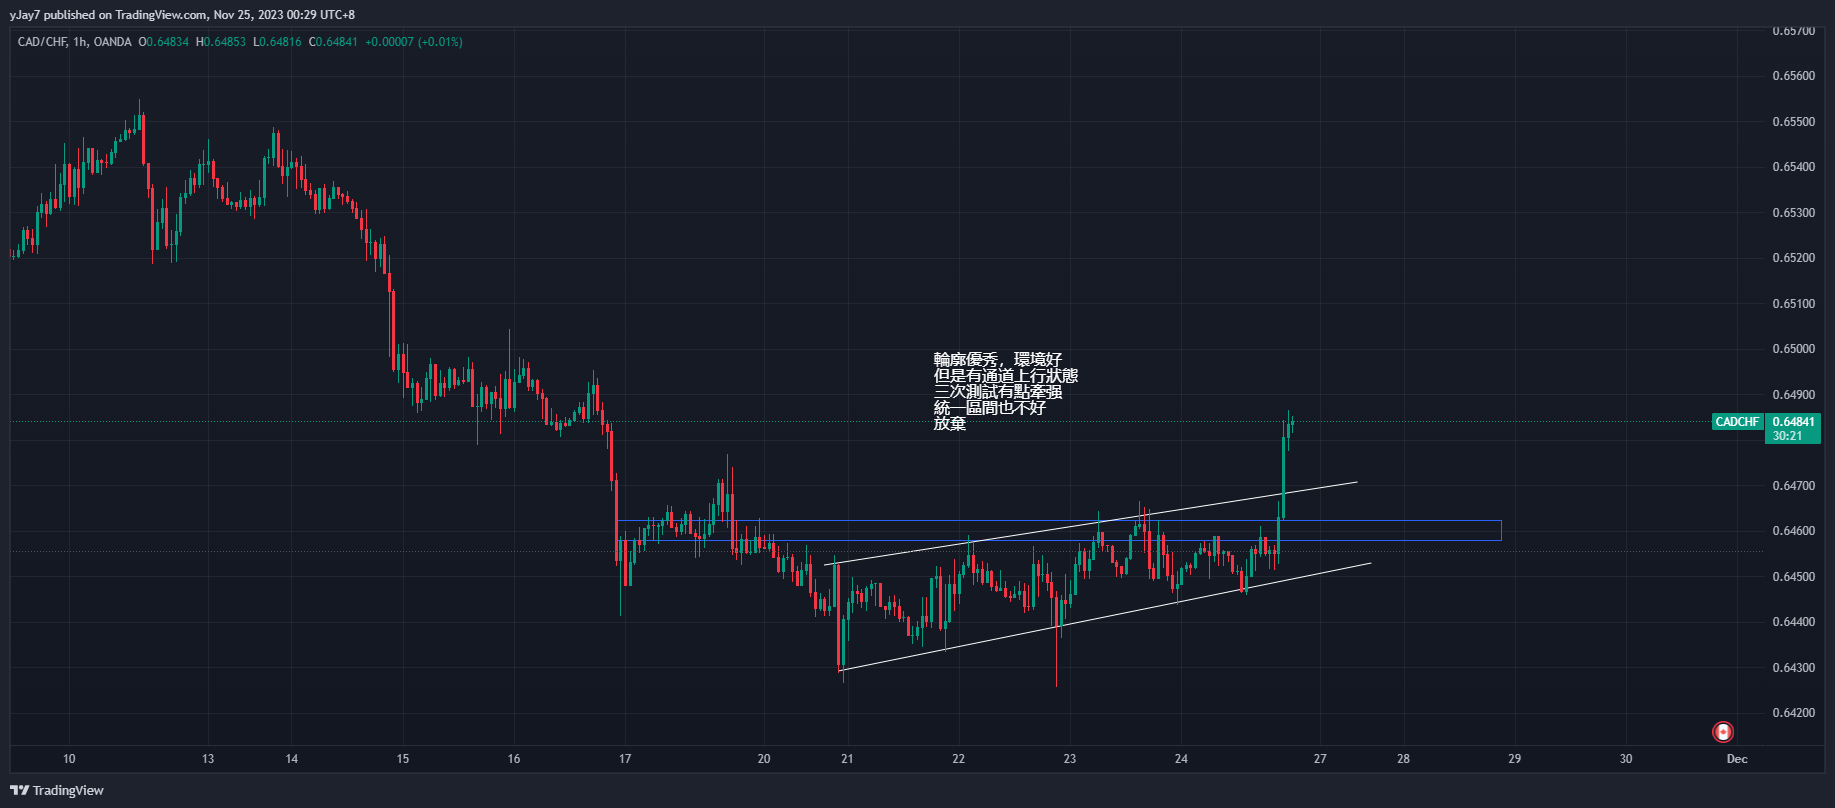 yJay7 published on TradingView.com, Nov 25, 2023 00:29 UTC+8
CAD/CHF, 1h, OANDA O0.64834 H0.64853 L0.64816 C0.64841 +0.00007 (+0.01%)
0.65700
0.65600
0.65500
0.65400
0.65300
0.65200
0.65100
0.65000
輪廓優秀，環境好
但是有通道上行狀態
三次測試有點牽强
統一區間也不好
放棄
0.64900
CADCHF 0.64841
30:21
0.64700
0.64600
0.64500
0.64400
0.64300
0.64200
10 13 14 15 16 17 20 21 22 23 24 27 28 29 30 Dec
TradingView